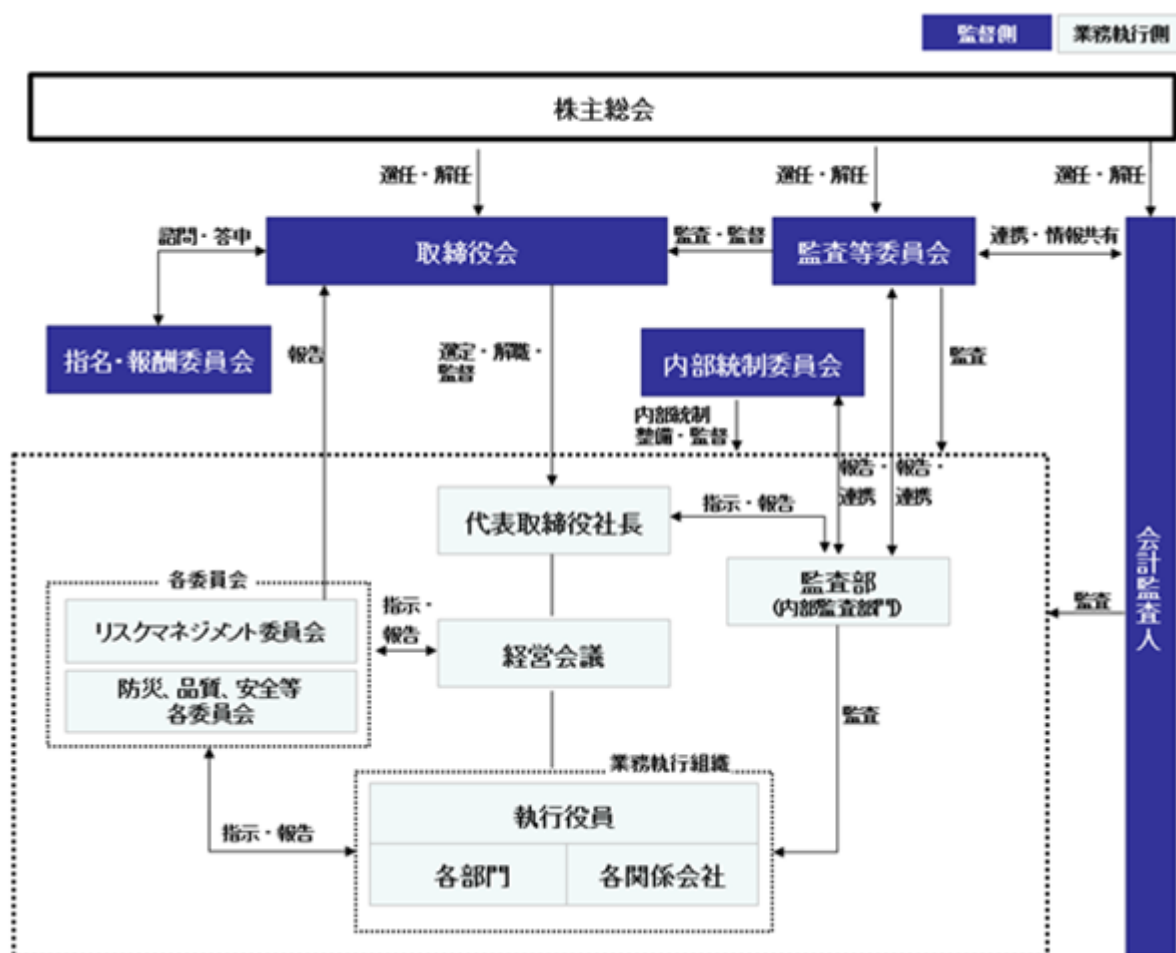 監督側
業務執行側
株主総会
選任・解任
選任・解任
選任・解任
諮問・答申
取締役会
監査・監督
監査等委員会
連携・情報共有
指名・報酬委員会
報告
選定・解職・
監督
内部統制委員会
監査
内部統制
整備・監督
報告・
連携
報告・
連携
代表取締役社長
指示・報告
監査部
(内部監査部門)
会計監査人
監査
各委員会
リスクマネジメント委員会
防災、品質、安全等
各委員会
指示・
報告
経営会議
監査
業務執行組織
執行役員
各部門
各関係会社
指示・報告